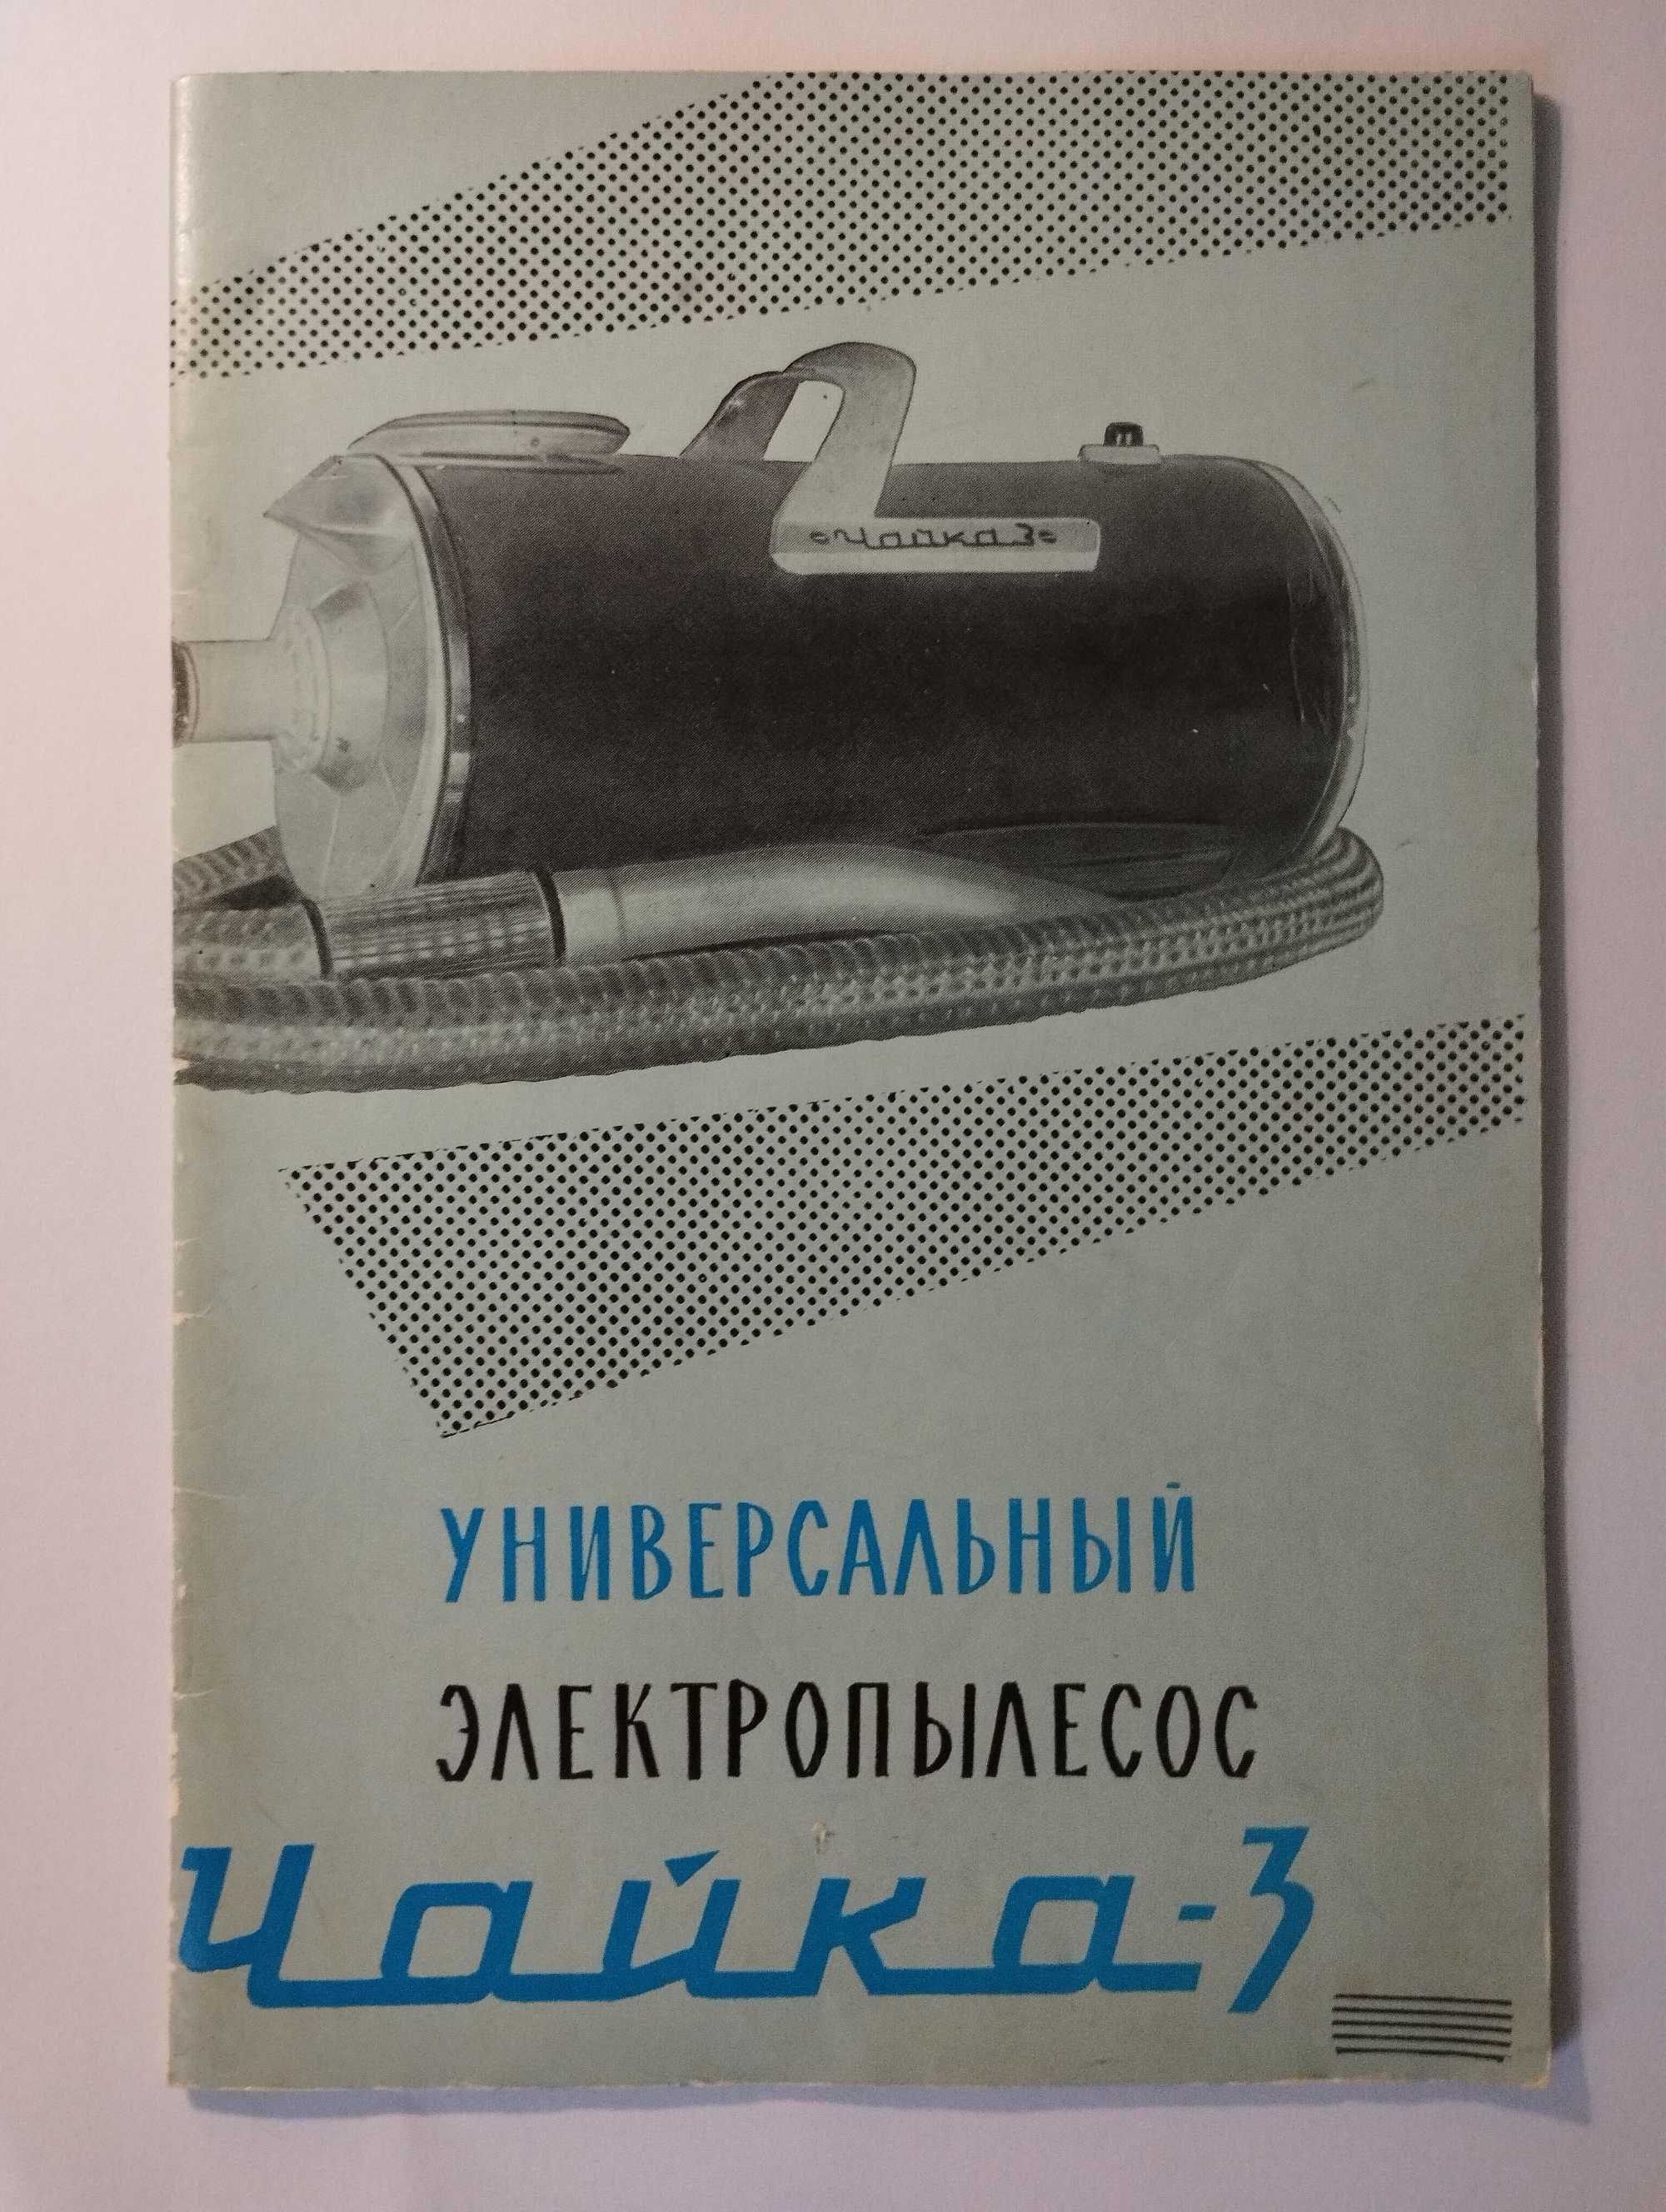 Чайка 3
УНИВЕРСАЛЬНЫЙ
ЭЛЕКТРОПЫЛЕСОС
Чайка-3